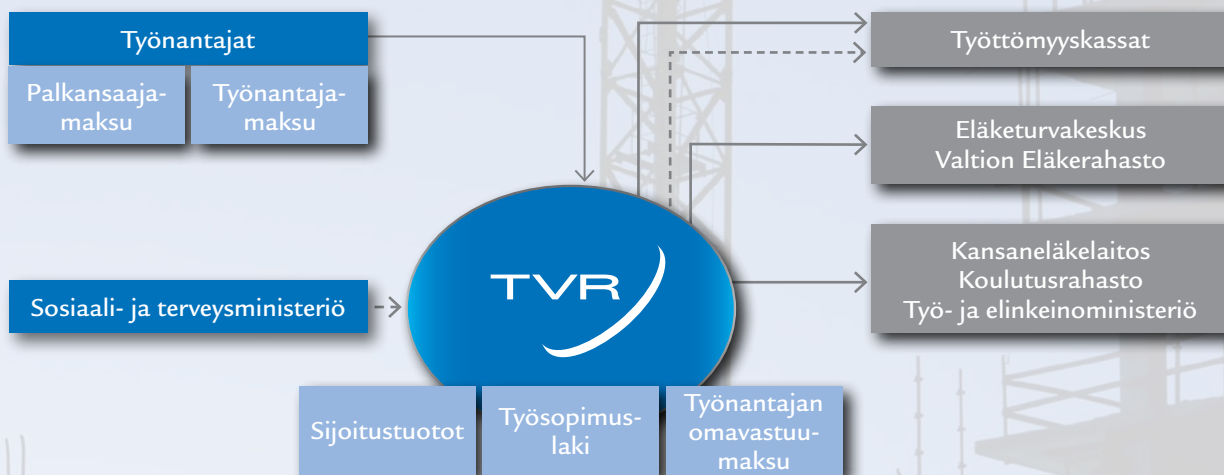 Työnantajat
Palkansaaja-
maksu
Työnantaja-
maksu
Sosiaali- ja terveysministeriö
TVR
Sijoitustuotot
Työsopimus-
laki
Työnantajan
omavastuu-
maksu
Työttömyyskassat
Eläketurvakeskus
Valtion Eläkerahasto
Kansaneläkelaitos
Koulutusrahasto
Työ- ja elinkeinoministeriö